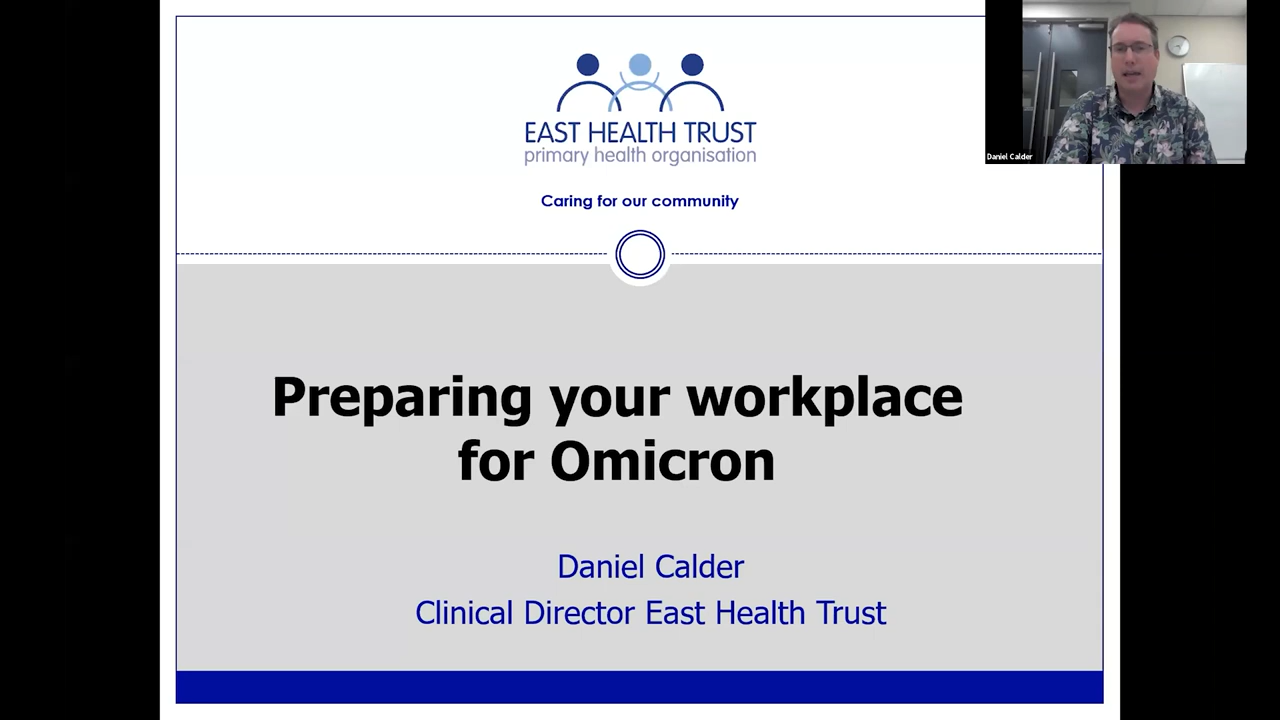 EAST HEALTH TRUST
primary health organisation
Caring for our community
Daniel Calder
Preparing your workplace
for Omicron
Daniel Calder
Clinical Director East Health Trust